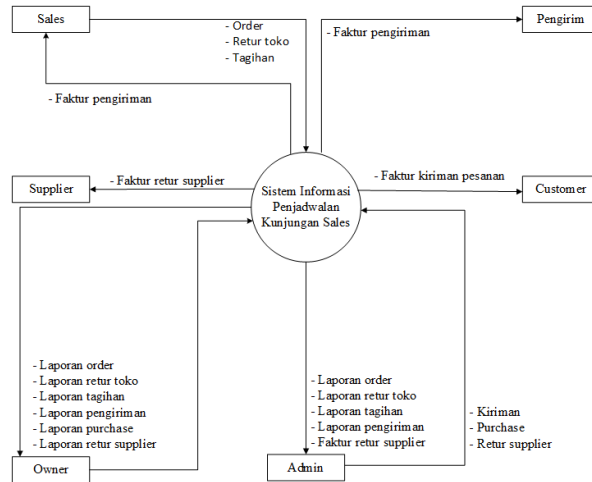 Sales
- Order
- Retur toko
- Tagihan
- Faktur pengiriman
Pengirim
- Faktur pengiriman
Supplier
- Faktur retur supplier
Sistem Informasi
Penjadwalan
Kunjungan Sales
- Faktur kiriman pesanan
Customer
- Laporan order
- Laporan retur toko
- Laporan tagihan
- Laporan pengiriman
- Laporan purchase
- Laporan retur supplier
Owner
- Laporan order
- Laporan retur toko
- Laporan tagihan
- Laporan pengiriman
- Faktur retur supplier
Admin
- Kiriman
- Purchase
- Retur supplier